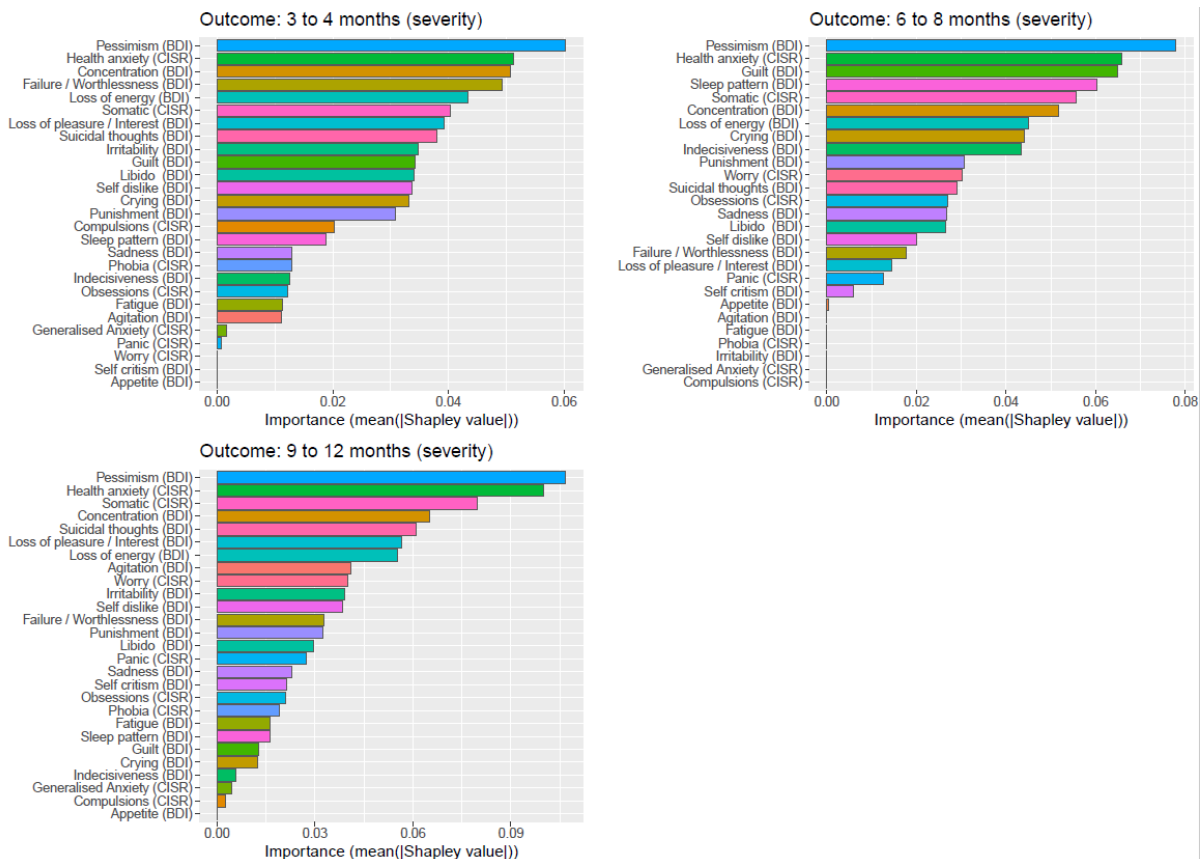 Outcome: 3 to 4 months (severity)
Pessimism (BDI)
Health anxiety (CISR)
Concentration (BDI)
Failure / Worthlessness (BDI)
Loss of energy (BDI)
Somatic (CISR)
Loss of pleasure / Interest (BDI)
Suicidal thoughts (BDI)
Irritability (BDI)
Guilt (BDI)
Libido (BDI)
Self dislike (BDI)
Crying (BDI)
Punishment (BDI)
Compulsions (CISR)
Sleep pattern (BDI)
Sadness (BDI)
Phobia (CISR)
Indecisiveness (BDI)
Obsessions (CISR)
Fatigue (BDI)
Agitation (BDI)
Generalised Anxiety (CISR)
Panic (CISR)
Worry (CISR)
Self critism (BDI)
Appetite (BDI)
0.00 0.02 0.04 0.06
Importance (mean(|Shapley value|))
Outcome: 6 to 8 months (severity)
Pessimism (BDI)
Health anxiety (CISR)
Guilt (BDI)
Sleep pattern (BDI)
Somatic (CISR)
Concentration (BDI)
Loss of energy (BDI)
Crying (BDI)
Indecisiveness (BDI)
Punishment (BDI)
Worry (CISR)
Suicidal thoughts (BDI)
Obsessions (CISR)
Sadness (BDI)
Libido (BDI)
Self dislike (BDI)
Failure / Worthlessness (BDI)
Loss of pleasure / Interest (BDI)
Panic (CISR)
Self critism (BDI)
Appetite (BDI)
Agitation (BDI)
Fatigue (BDI)
Phobia (CISR)
Irritability (BDI)
Generalised Anxiety (CISR)
Compulsions (CISR)
0.00 0.02 0.04 0.06 0.08
Importance (mean(|Shapley value|))
Outcome: 9 to 12 months (severity)
Pessimism (BDI)
Health anxiety (CISR)
Somatic (CISR)
Concentration (BDI)
Suicidal thoughts (BDI)
Loss of pleasure / Interest (BDI)
Loss of energy (BDI)
Agitation (BDI)
Worry (CISR)
Irritability (BDI)
Self dislike (BDI)
Failure / Worthlessness (BDI)
Punishment (BDI)
Libido (BDI)
Panic (CISR)
Sadness (BDI)
Self critism (BDI)
Obsessions (CISR)
Phobia (CISR)
Fatigue (BDI)
Sleep pattern (BDI)
Guilt (BDI)
Crying (BDI)
Indecisiveness (BDI)
Generalised Anxiety (CISR)
Compulsions (CISR)
Appetite (BDI)
0.00 0.03 0.06 0.09
Importance (mean(|Shapley value|))